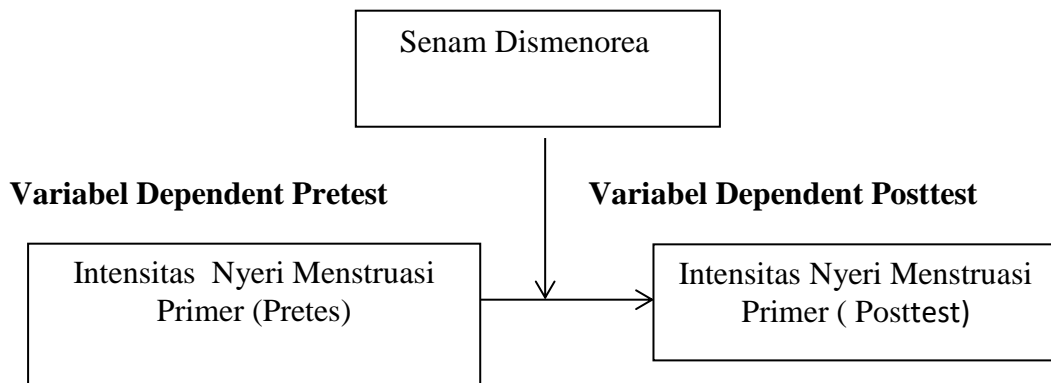 Senam Dismenorea
Variabel Dependent Pretest
Variabel Dependent Posttest
Intensitas Nyeri Menstruasi
Primer (Pretes)
Intensitas Nyeri Menstruasi
Primer ( Posttest)